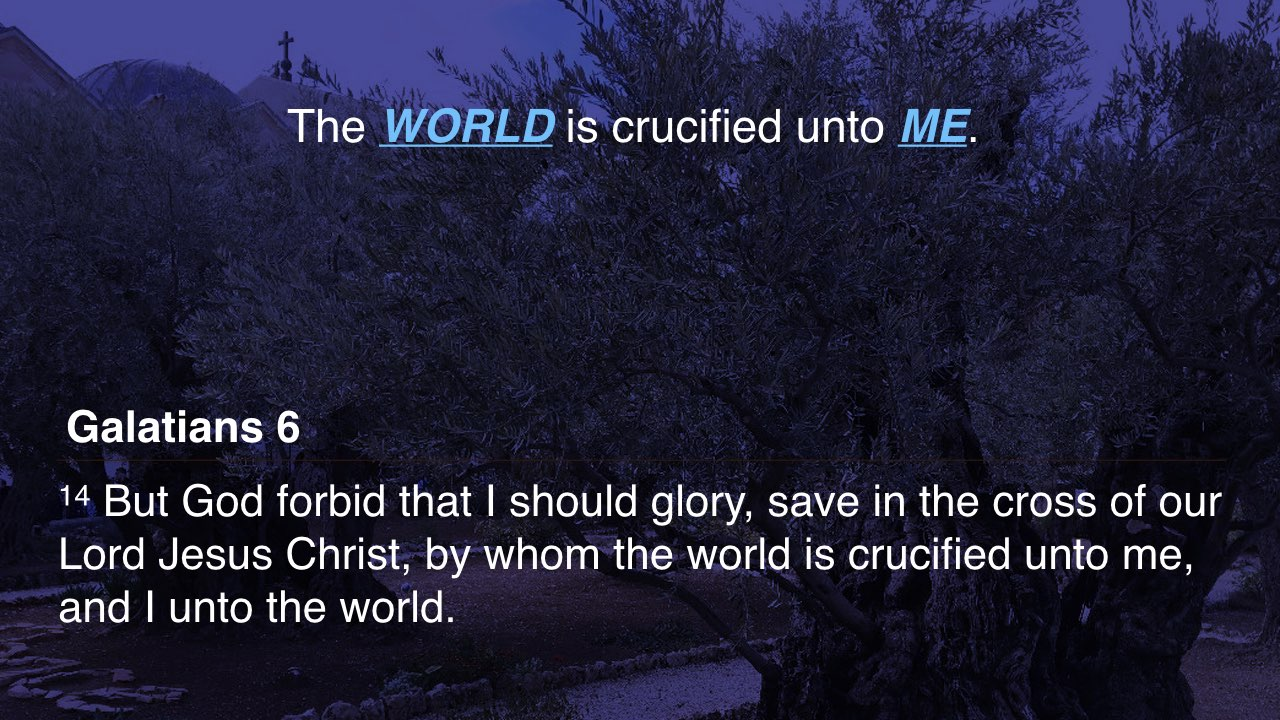 The WORLD is crucified unto ME.
Galatians 6
14 But God forbid that I should glory, save in the cross of our
Lord Jesus Christ, by whom the world is crucified unto me,
and I unto the world.